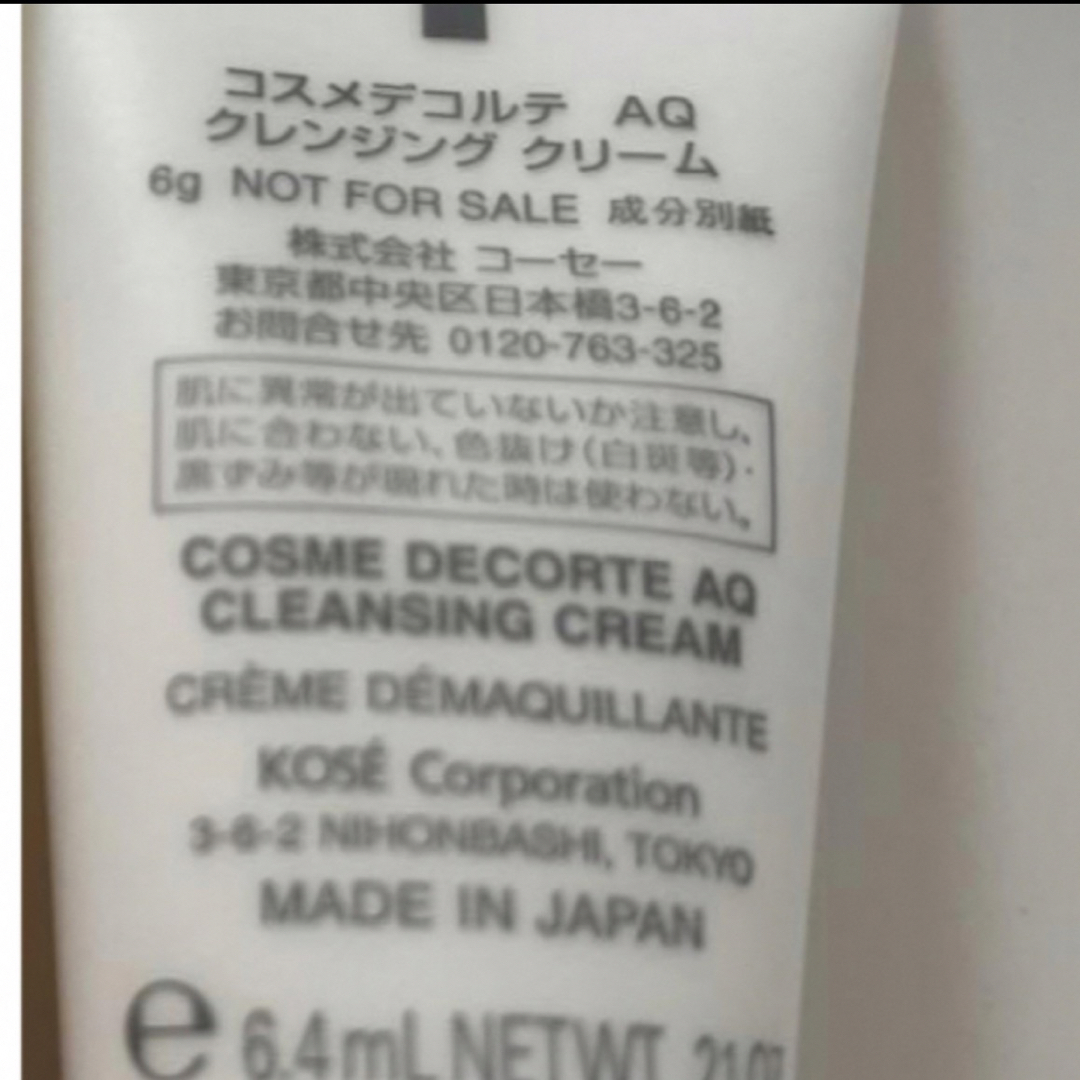 コスメデコルテ AQ
クレンジング クリーム
6g NOT FOR SALE 成分別紙
株式会社 コーセー
東京都中央区日本橋3-6-2
お問合せ先 0120-763-325
肌に異常が出ていないか注意し、
肌に合わない、色抜け(白斑等)・
黒ずみ等が現れた時は使わない。
COSME DECORTE AQ
CLEANSING CREAM
CRÈME DÉMAQUILLANTE
KOSÉ Corporation
3-6-2 NIHONBASHI, TOKYO
MADE IN JAPAN
e 6.4mL NETWT.